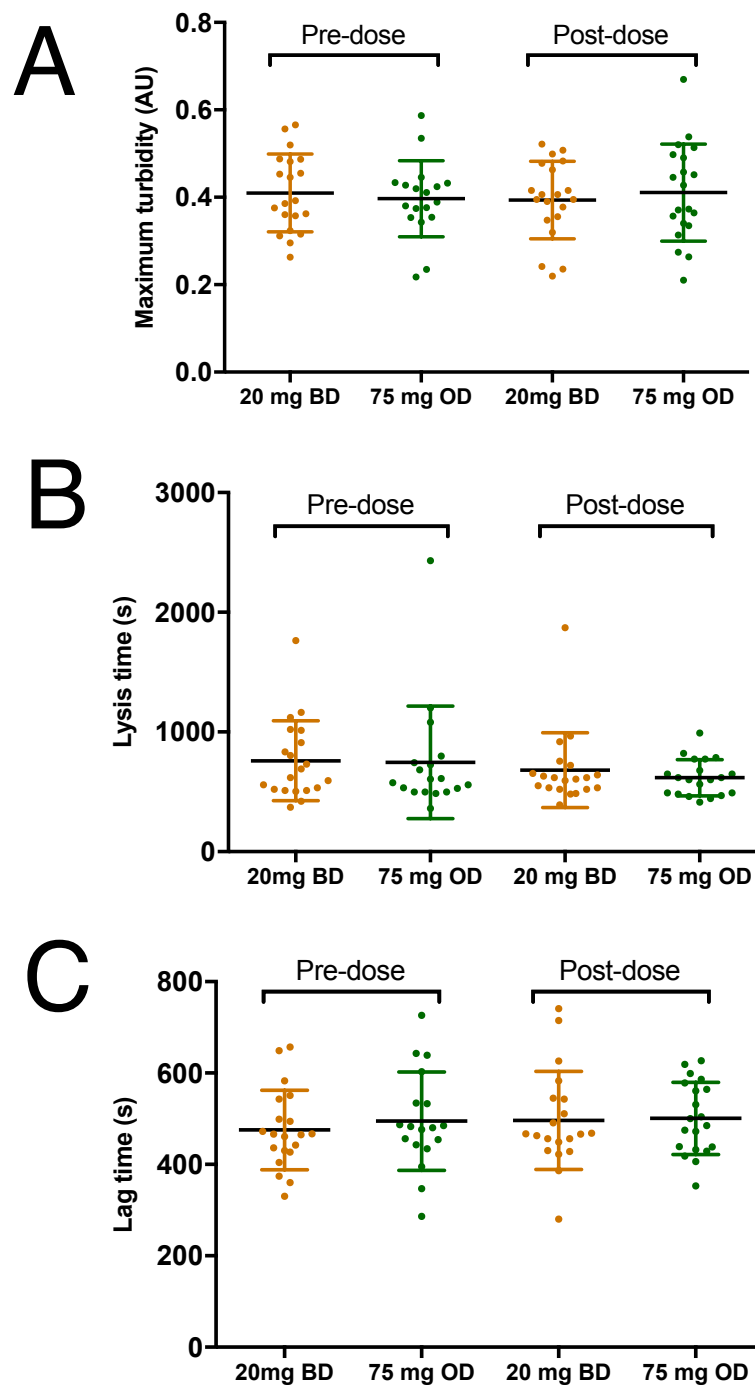 A
Maximum turbidity (AU)
0.8
0.6
0.4
0.2
0.0
Pre-dose
Post-dose
20 mg BD
75 mg OD
20mg BD
75 mg OD
B
Lysis time (s)
3000
2000
1000
0
Pre-dose
Post-dose
20mg BD
75 mg OD
20 mg BD
75 mg OD
C
Lag time (s)
800
600
400
200
0
Pre-dose
Post-dose
20mg BD
75 mg OD
20 mg BD
75 mg OD